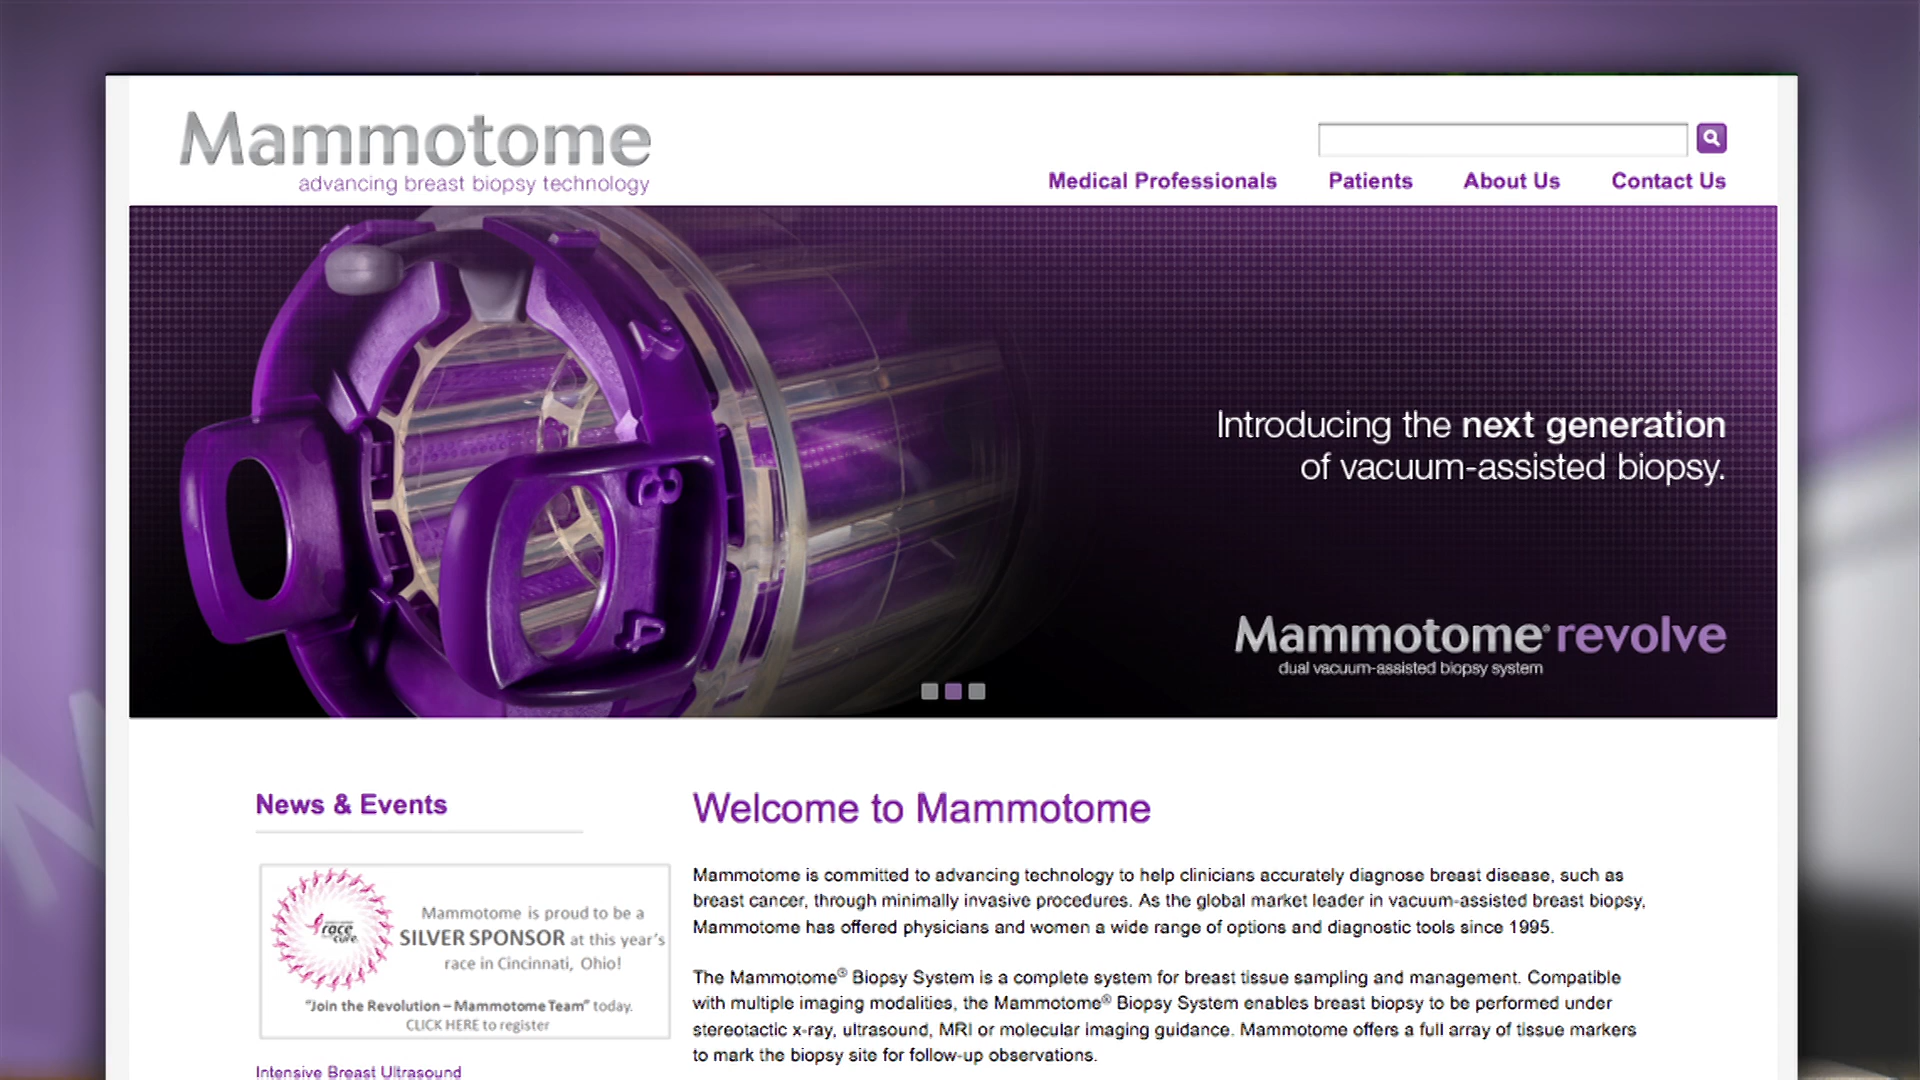 Mammotome
advancing breast biopsy technology
Medical Professionals
Patients
About Us
Contact Us
Introducing the next generation
of vacuum-assisted biopsy.
Mammotome® revolve
dual vacuum-assisted biopsy system
3
4
News & Events
race
cure
Mammotome is proud to be a
SILVER SPONSOR at this year's
race in Cincinnati, Ohio!
"Join the Revolution – Mammotome Team" today.
CLICK HERE to register
Intensive Breast Ultrasound
Welcome to Mammotome
Mammotome is committed to advancing technology to help clinicians accurately diagnose breast disease, such as
breast cancer, through minimally invasive procedures. As the global market leader in vacuum-assisted breast biopsy,
Mammotome has offered physicians and women a wide range of options and diagnostic tools since 1995.
The Mammotome® Biopsy System is a complete system for breast tissue sampling and management. Compatible
with multiple imaging modalities, the Mammotome® Biopsy System enables breast biopsy to be performed under
stereotactic x-ray, ultrasound, MRI or molecular imaging guidance. Mammotome offers a full array of tissue markers
to mark the biopsy site for follow-up observations.